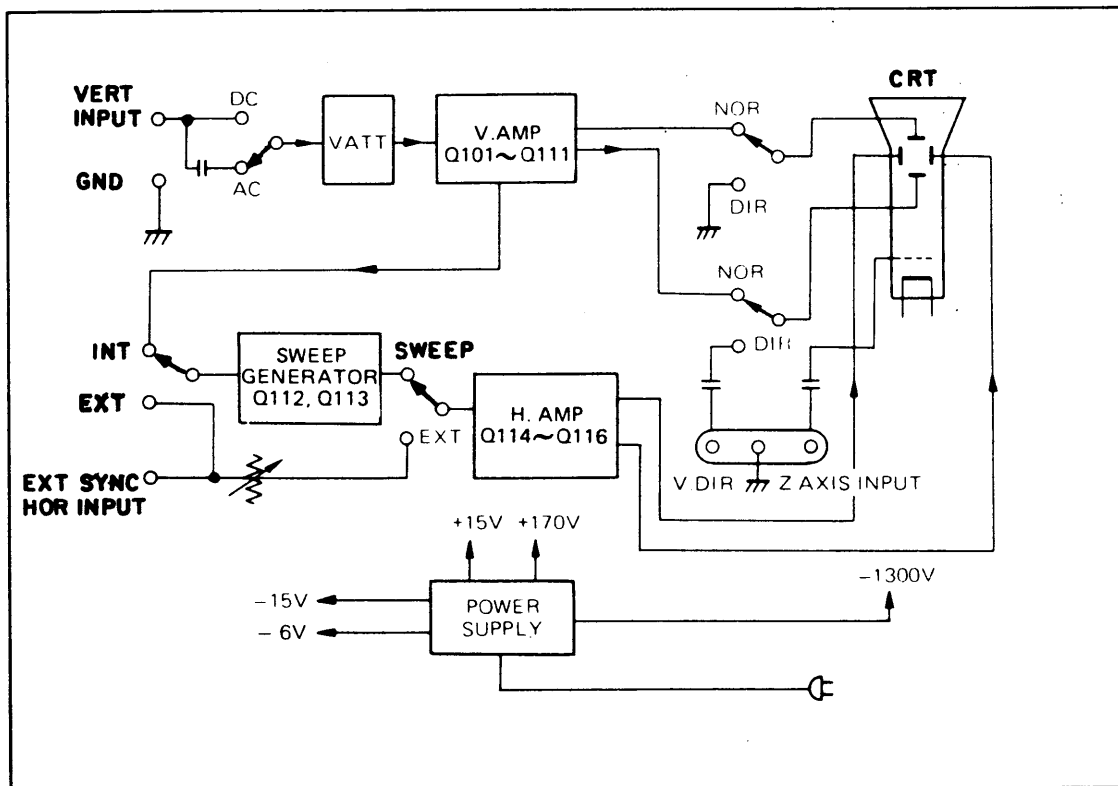 CRT
VERT
INPUT
DC
AC
GND
VATT
V.AMP
Q101~Q111
NOR
DIR
NOR
DIR
INT
EXT
EXT SYNC
HOR INPUT
SWEEP
GENERATOR
Q112, Q113
SWEEP
EXT
H. AMP
Q114~Q116
V.DIR
Z AXIS INPUT
+15V
+170V
-15V
- 6V
POWER
SUPPLY
-1300V